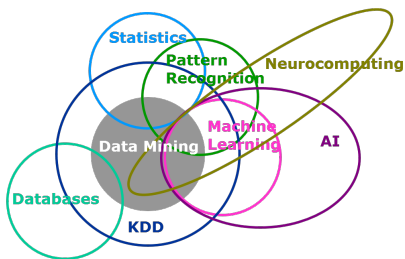 Statistics
Pattern
Recognition
Neurocomputing
Machine
Learning
Data Mining
AI
Databases
KDD